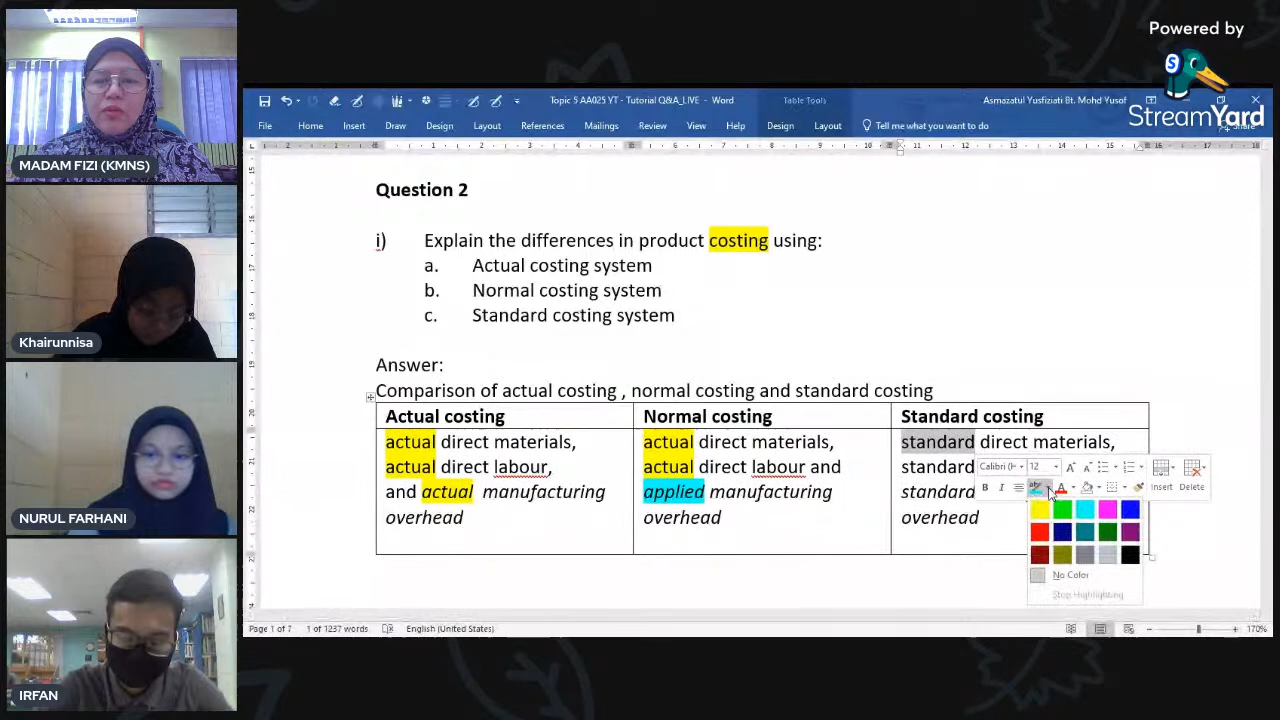 Powered by
S
StreamYard
MADAM FIZI (KMNS)
Khairunnisa
NURUL FARHANI
IRFAN
Topic 5 AA025 YT - Tutorial Q&A_LIVE - Word
Table Tools
Asmazatul Yusfiziati Bt. Mohd Yusof
File Home Insert Draw Design Layout References Mailings Review View Help Design Layout Tell me what you want to do Share
Question 2
i) Explain the differences in product costing using:
a. Actual costing system
b. Normal costing system
c. Standard costing system
Answer:
Comparison of actual costing , normal costing and standard costing
Actual costing
actual direct materials,
actual direct labour,
and actual manufacturing
overhead
Normal costing
actual direct materials,
actual direct labour and
applied manufacturing
overhead
Standard costing
standard direct materials,
standard
standard
overhead
Calibri (H 12
B I Insert Delete
No Color
Stop Highlighting
Page 1 of 7 1 of 1237 words English (United States) 170%